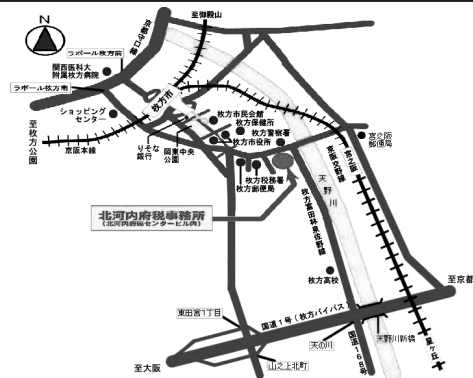 至御殿山
京都守口線
ラポール枚方前
関西医科大
附属枚方病院
ラポール枚方南
枚方市
ショッピング
センター
至枚方公園
京阪本線
りそな
銀行
岡東中央
公園
枚方市民会館
枚方保健所
枚方市役所
枚方警察署
枚方税務署
枚方郵便局
宮之阪
郵便局
宮之阪
京阪交野線
天野川
枚方富田林泉佐野線
北河内府税事務所
(北河内府民センタービル内)
枚方高校
至京都
東田宮1丁目
国道1号(枚方バイパス)
天の川
天野川新橋
星ヶ丘
国道168号
至大阪
山之上北町